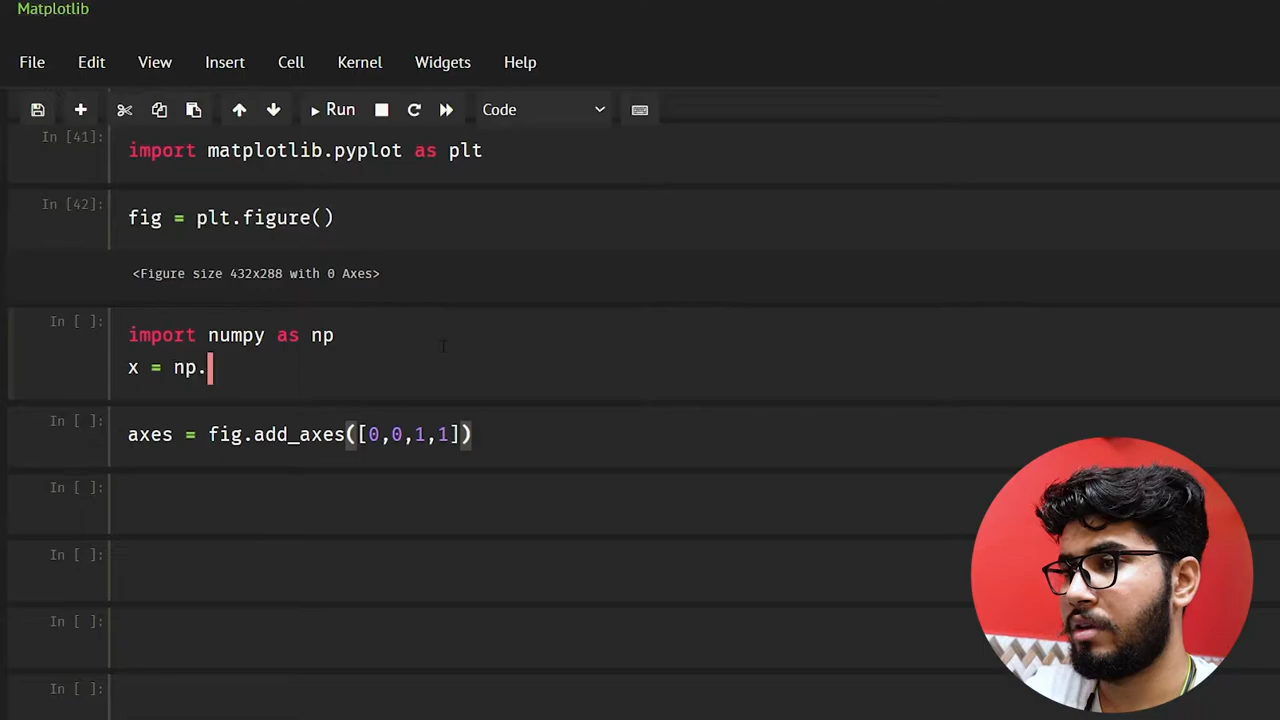 Matplotlib
File Edit View Insert Cell Kernel Widgets Help
Run Code
In [41]:
import matplotlib.pyplot as plt
In [42]:
fig = plt.figure()
<Figure size 432x288 with 0 Axes>
In [ ]:
import numpy as np
x = np.
In [ ]:
axes = fig.add_axes([0,0,1,1])
In [ ]:
In [ ]:
In [ ]:
In [ ]: